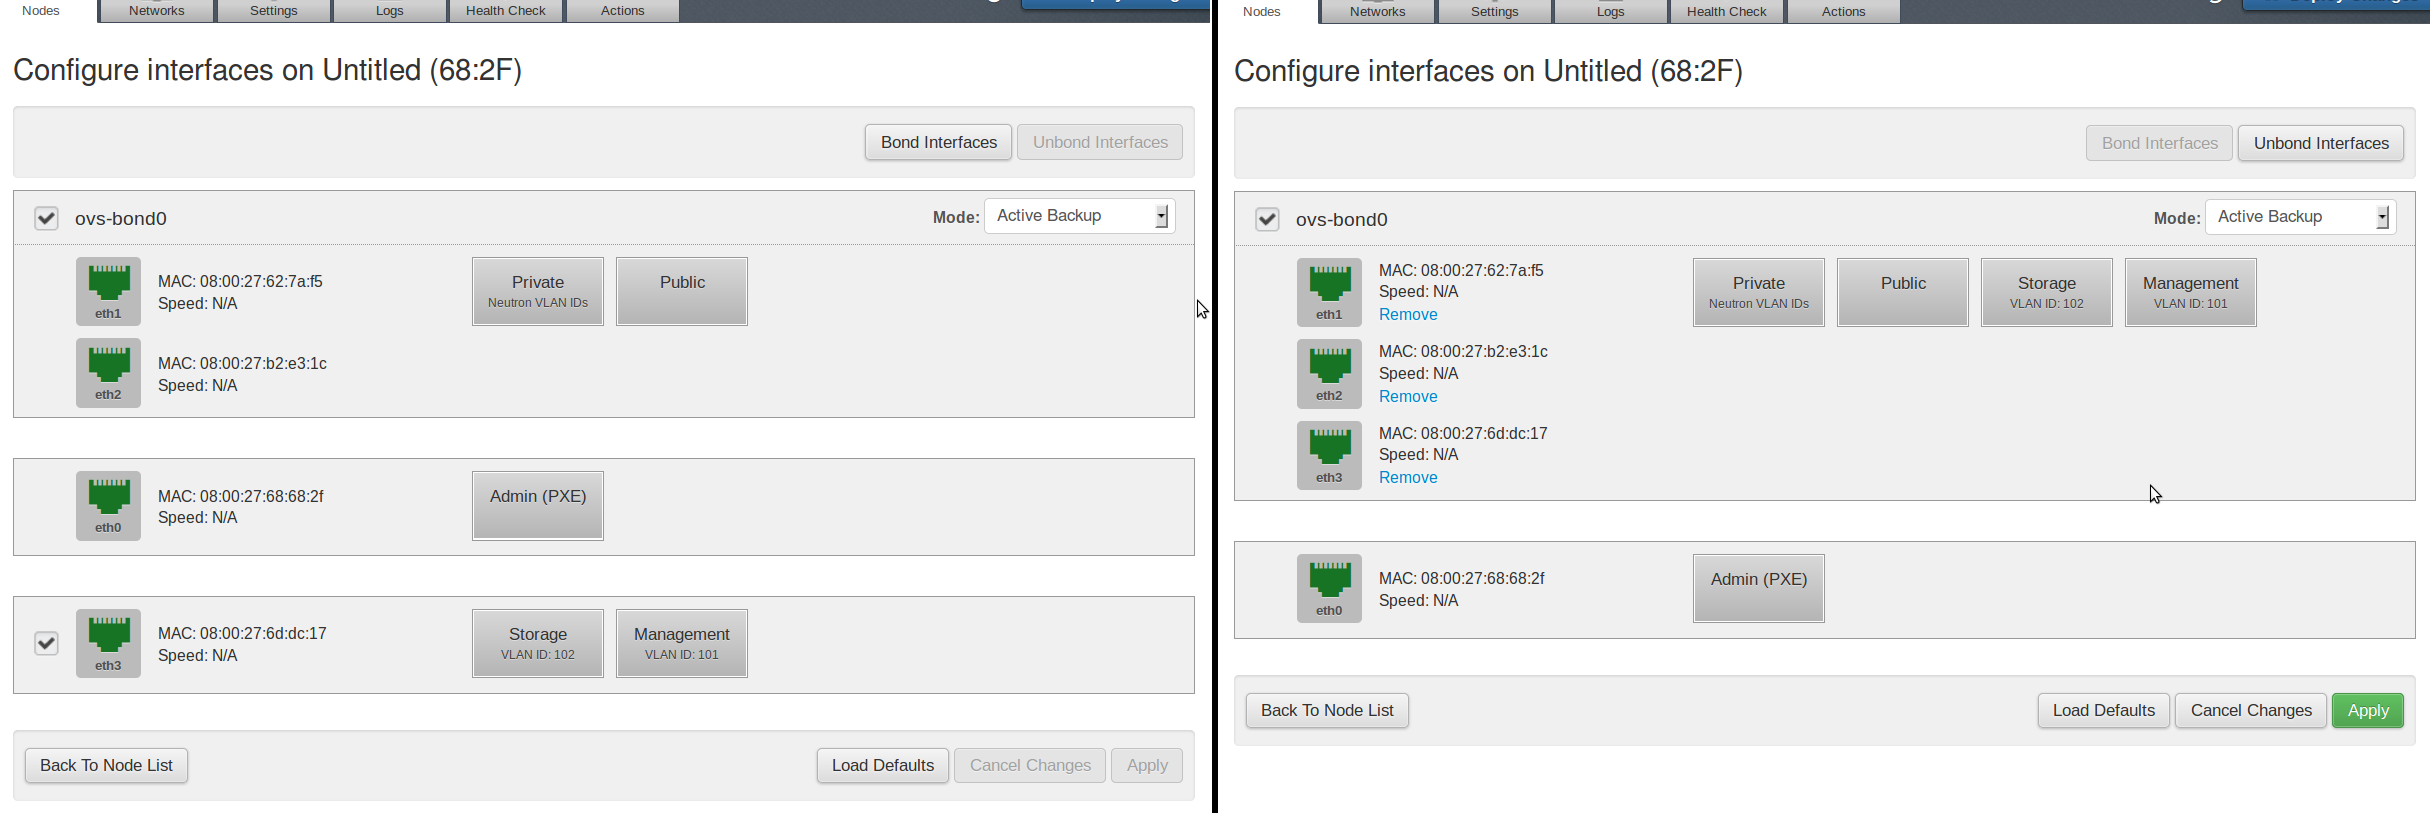 Nodes
Networks
Settings
Logs
Health Check
Actions
Configure interfaces on Untitled (68:2F)
Bond Interfaces
Unbond Interfaces
ovs-bond0
Mode:
Active Backup
eth1
MAC: 08:00:27:62:7a:f5
Speed: N/A
Private
Neutron VLAN IDs
Public
eth2
MAC: 08:00:27:b2:e3:1c
Speed: N/A
eth0
MAC: 08:00:27:68:68:2f
Speed: N/A
Admin (PXE)
eth3
MAC: 08:00:27:6d:dc:17
Speed: N/A
Storage
VLAN ID: 102
Management
VLAN ID: 101
Back To Node List
Load Defaults
Cancel Changes
Apply
Nodes
Networks
Settings
Logs
Health Check
Actions
Configure interfaces on Untitled (68:2F)
Bond Interfaces
Unbond Interfaces
ovs-bond0
Mode:
Active Backup
eth1
MAC: 08:00:27:62:7a:f5
Speed: N/A
Remove
Private
Neutron VLAN IDs
Public
Storage
VLAN ID: 102
Management
VLAN ID: 101
eth2
MAC: 08:00:27:b2:e3:1c
Speed: N/A
Remove
eth3
MAC: 08:00:27:6d:dc:17
Speed: N/A
Remove
eth0
MAC: 08:00:27:68:68:2f
Speed: N/A
Admin (PXE)
Back To Node List
Load Defaults
Cancel Changes
Apply